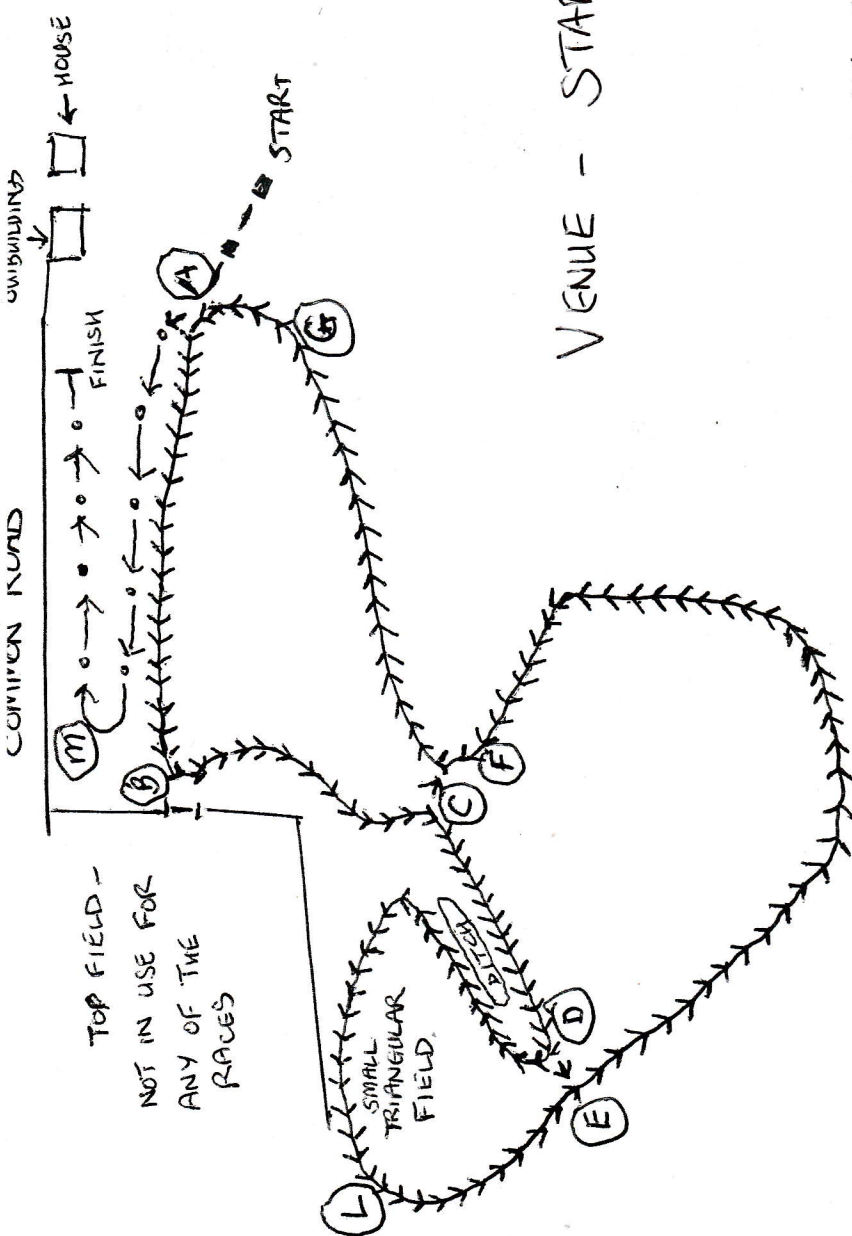 COMMON ROAD
OUTBUILDING
← HOUSE
M
FINISH
B
A
START
G
TOP FIELD -
NOT IN USE FOR
ANY OF THE
RACES
C
F
L
SMALL
TRIANGULAR
FIELD.
DITCH
D
E
VENUE -